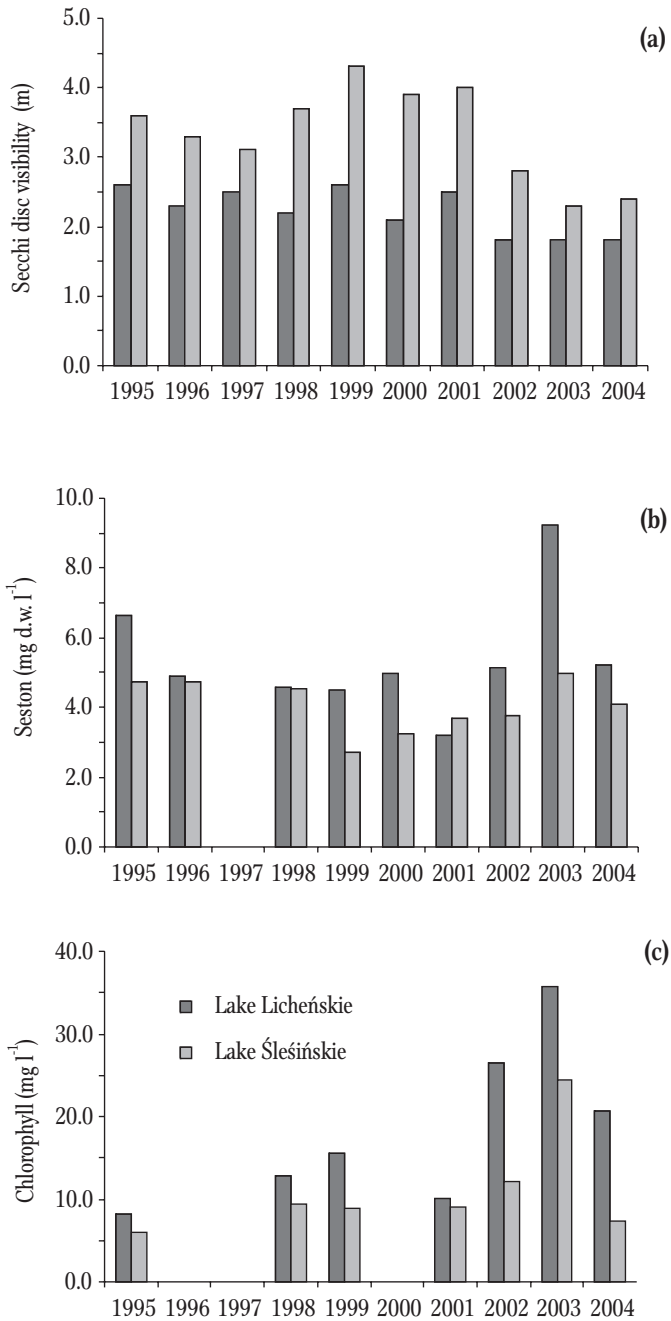 (a)
Secchi disc visibility (m)
5.0
4.0
3.0
2.0
1.0
0.0
1995 1996 1997 1998 1999 2000 2001 2002 2003 2004
(b)
Seston (mg d.w. l⁻¹)
10.0
8.0
6.0
4.0
2.0
0.0
1995 1996 1997 1998 1999 2000 2001 2002 2003 2004
(c)
Chlorophyll (mg l⁻¹)
40.0
30.0
20.0
10.0
0.0
Lake Licheńskie
Lake Śleśińskie
1995 1996 1997 1998 1999 2000 2001 2002 2003 2004